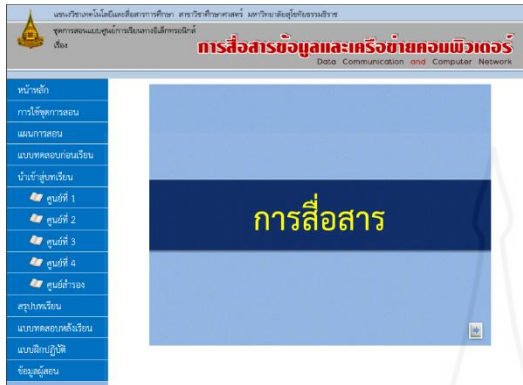 แขนงวิชาเทคโนโลยีและสื่อสารการศึกษา สาขาวิชาศึกษาศาสตร์ มหาวิทยาลัยสุโขทัยธรรมาธิราช
ชุดการสอนแบบศูนย์การเรียนทางอิเล็กทรอนิกส์
เรื่อง
การสื่อสารข้อมูลและเครือข่ายคอมพิวเตอร์
Data Communication and Computer Network
หน้าหลัก
การใช้ชุดการสอน
แผนการสอน
แบบทดสอบก่อนเรียน
นำเข้าสู่บทเรียน
ศูนย์ที่ 1
ศูนย์ที่ 2
ศูนย์ที่ 3
ศูนย์ที่ 4
ศูนย์สำรอง
สรุปบทเรียน
แบบทดสอบหลังเรียน
แบบฝึกปฏิบัติ
ข้อมูลผู้สอน
การสื่อสาร